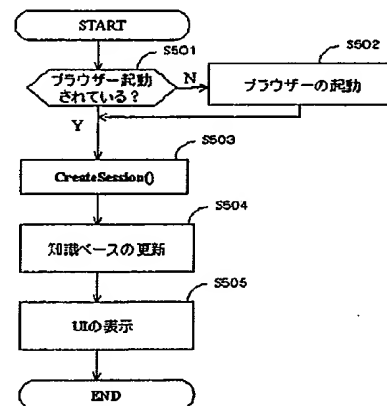 START
S501
ブラウザー起動
されている？
N
S502
ブラウザーの起動
Y
S503
CreateSession()
S504
知識ベースの更新
S505
UIの表示
END